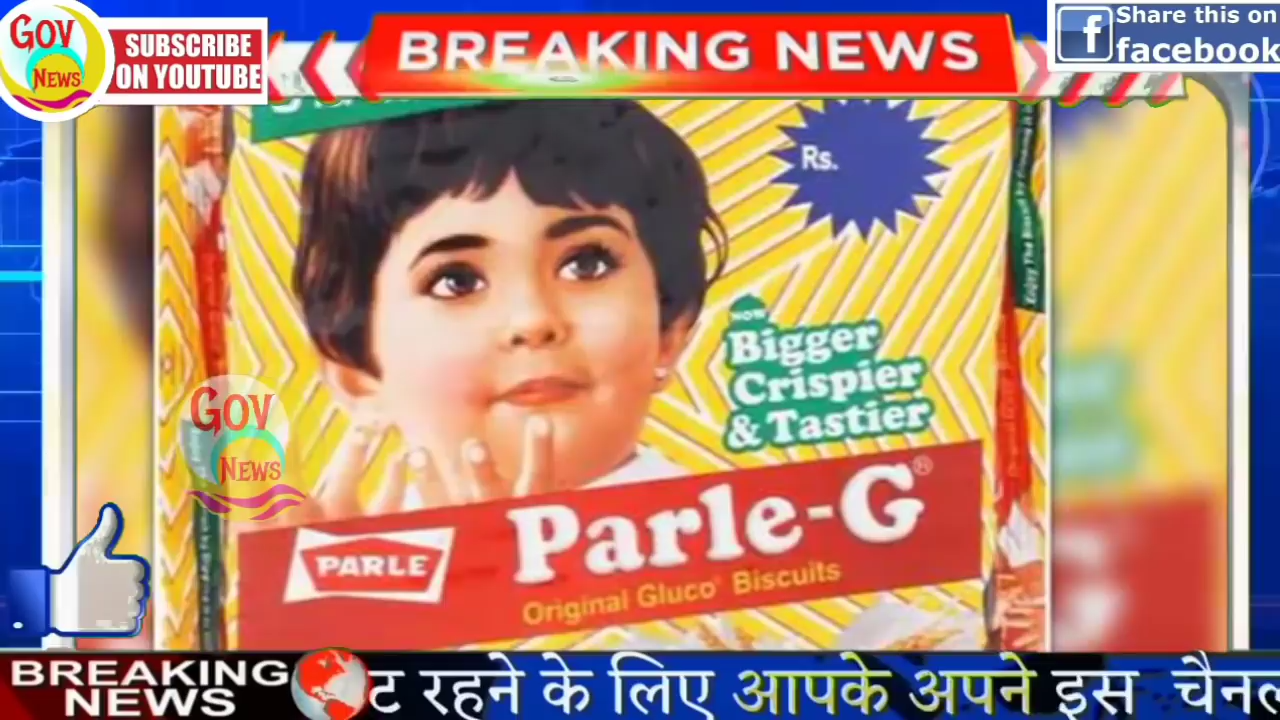 GOV
NEWS
SUBSCRIBE
ON YOUTUBE
BREAKING NEWS
Share this on
facebook
Rs.
NOW
Bigger
Crispier
& Tastier
GOV
NEWS
PARLE
Parle-G®
Original Gluco® Biscuits
BREAKING
NEWS
ट रहने के लिए आपके अपने इस चैनल